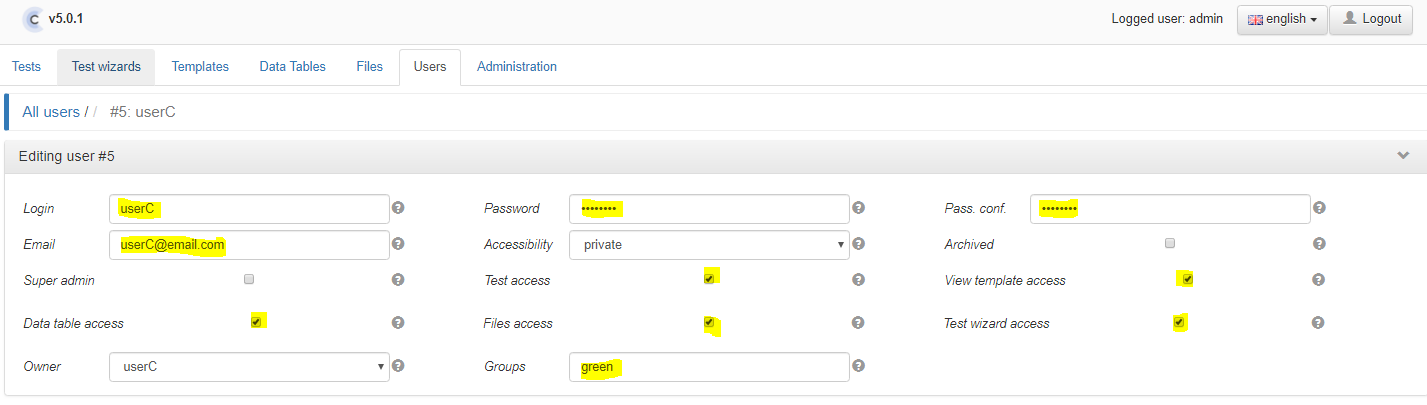 C v5.0.1 Logged user: admin english Logout
Tests Test wizards Templates Data Tables Files Users Administration
All users // #5: userC
Editing user #5
Login userC ? Password •••••••• ? Pass. conf. •••••••• ?
Email userC@email.com ? Accessibility private ? Archived ?
Super admin ? Test access ? View template access ?
Data table access ? Files access ? Test wizard access ?
Owner userC ? Groups green ?